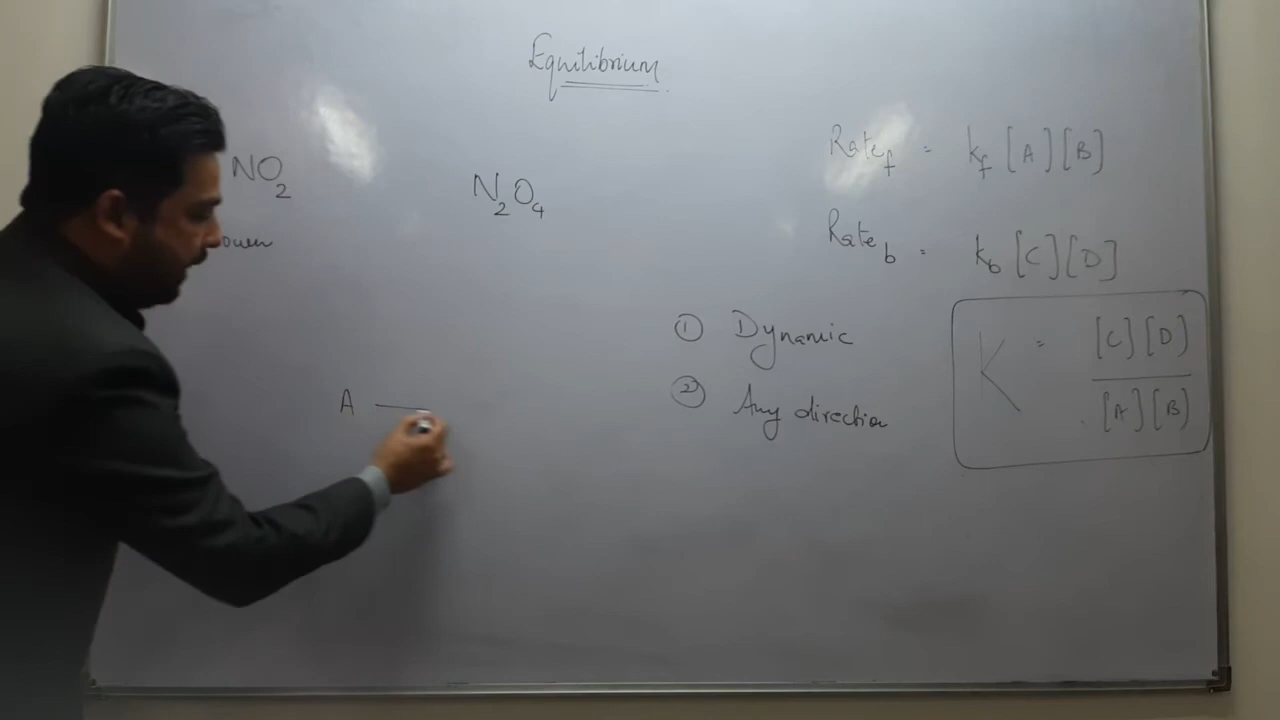 Equilibrium
NO2
N2O4
A
Ratef = kf [A][B]
Rateb = kb [C][D]
① Dynamic
② Any direction
K = [C][D]
[A][B]